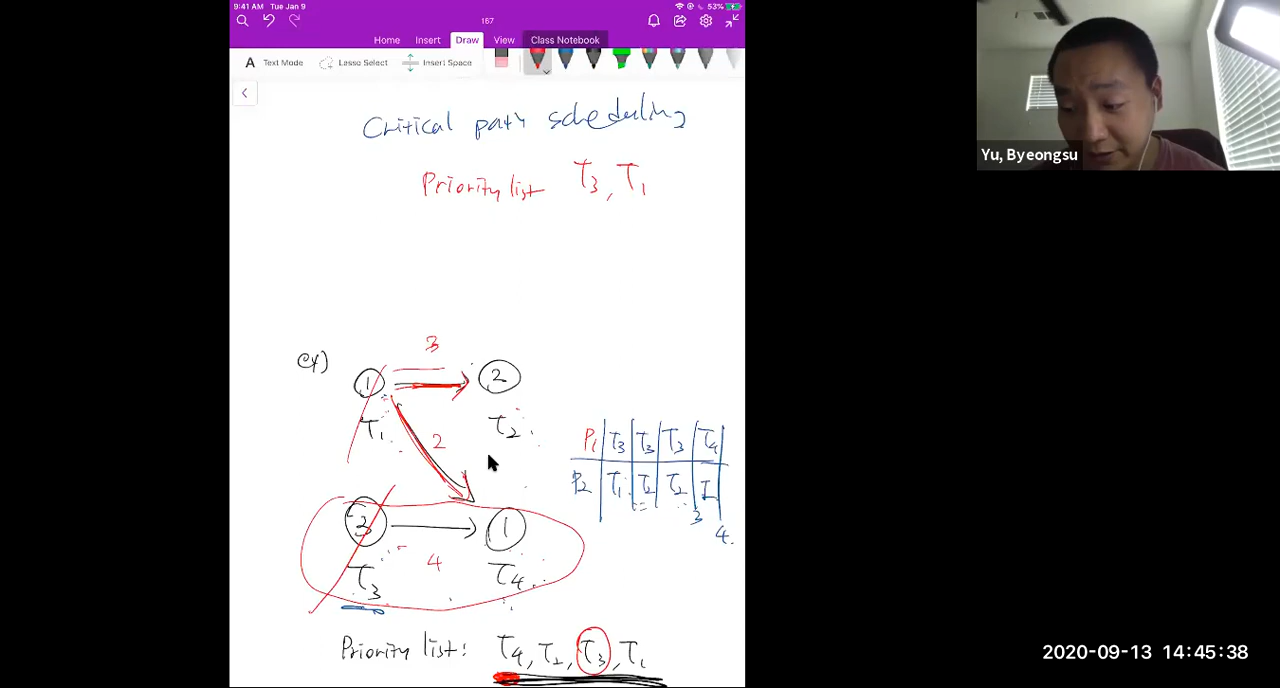 9:41 AM Tue Jan 9
53%
167
Home Insert Draw View Class Notebook
A Text Mode Lasso Select Insert Space
Critical path scheduling
Priority list T3, T1
Yu, Byeongsu
3
ex)
1 2
T1 T2
2
P1 T3 T3 T3 T4
P2 T1 T2 T2 I
3
4.
3 1
4
T3 T4
Priority list: T4, T2, T3, T1
2020-09-13 14:45:38